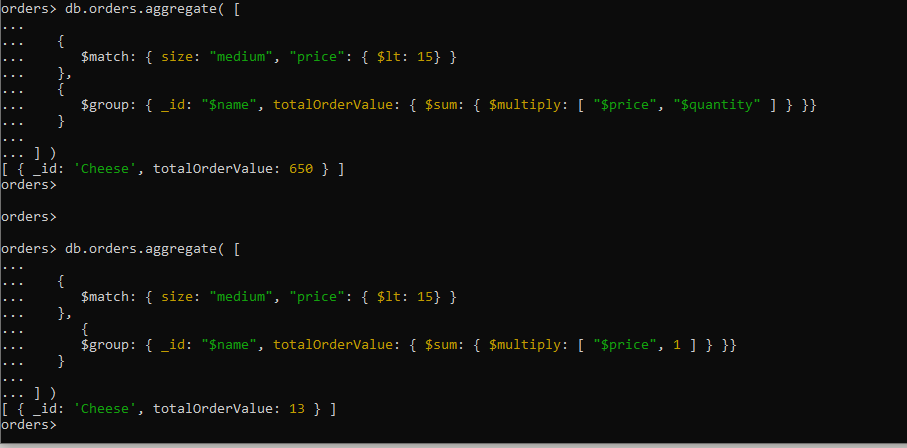 orders> db.orders.aggregate( [
...
...    {
...       $match: { size: "medium", "price": { $lt: 15} }
...    },
...    {
...       $group: { _id: "$name", totalOrderValue: { $sum: { $multiply: [ "$price", "$quantity" ] } }}
...    }
...
... ] )
[ { _id: 'Cheese', totalOrderValue: 650 } ]
orders>
orders>
orders> db.orders.aggregate( [
...
...    {
...       $match: { size: "medium", "price": { $lt: 15} }
...    },
...       {
...       $group: { _id: "$name", totalOrderValue: { $sum: { $multiply: [ "$price", 1 ] } }}
...    }
...
... ] )
[ { _id: 'Cheese', totalOrderValue: 13 } ]
orders>